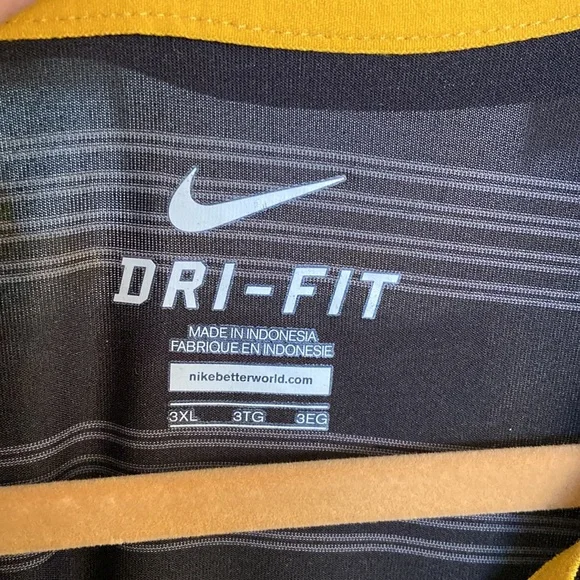 DRI-FIT
MADE IN INDONESIA
FABRIQUE EN INDONESIE
nikebetterworld.com
3XL 3TG 3EG